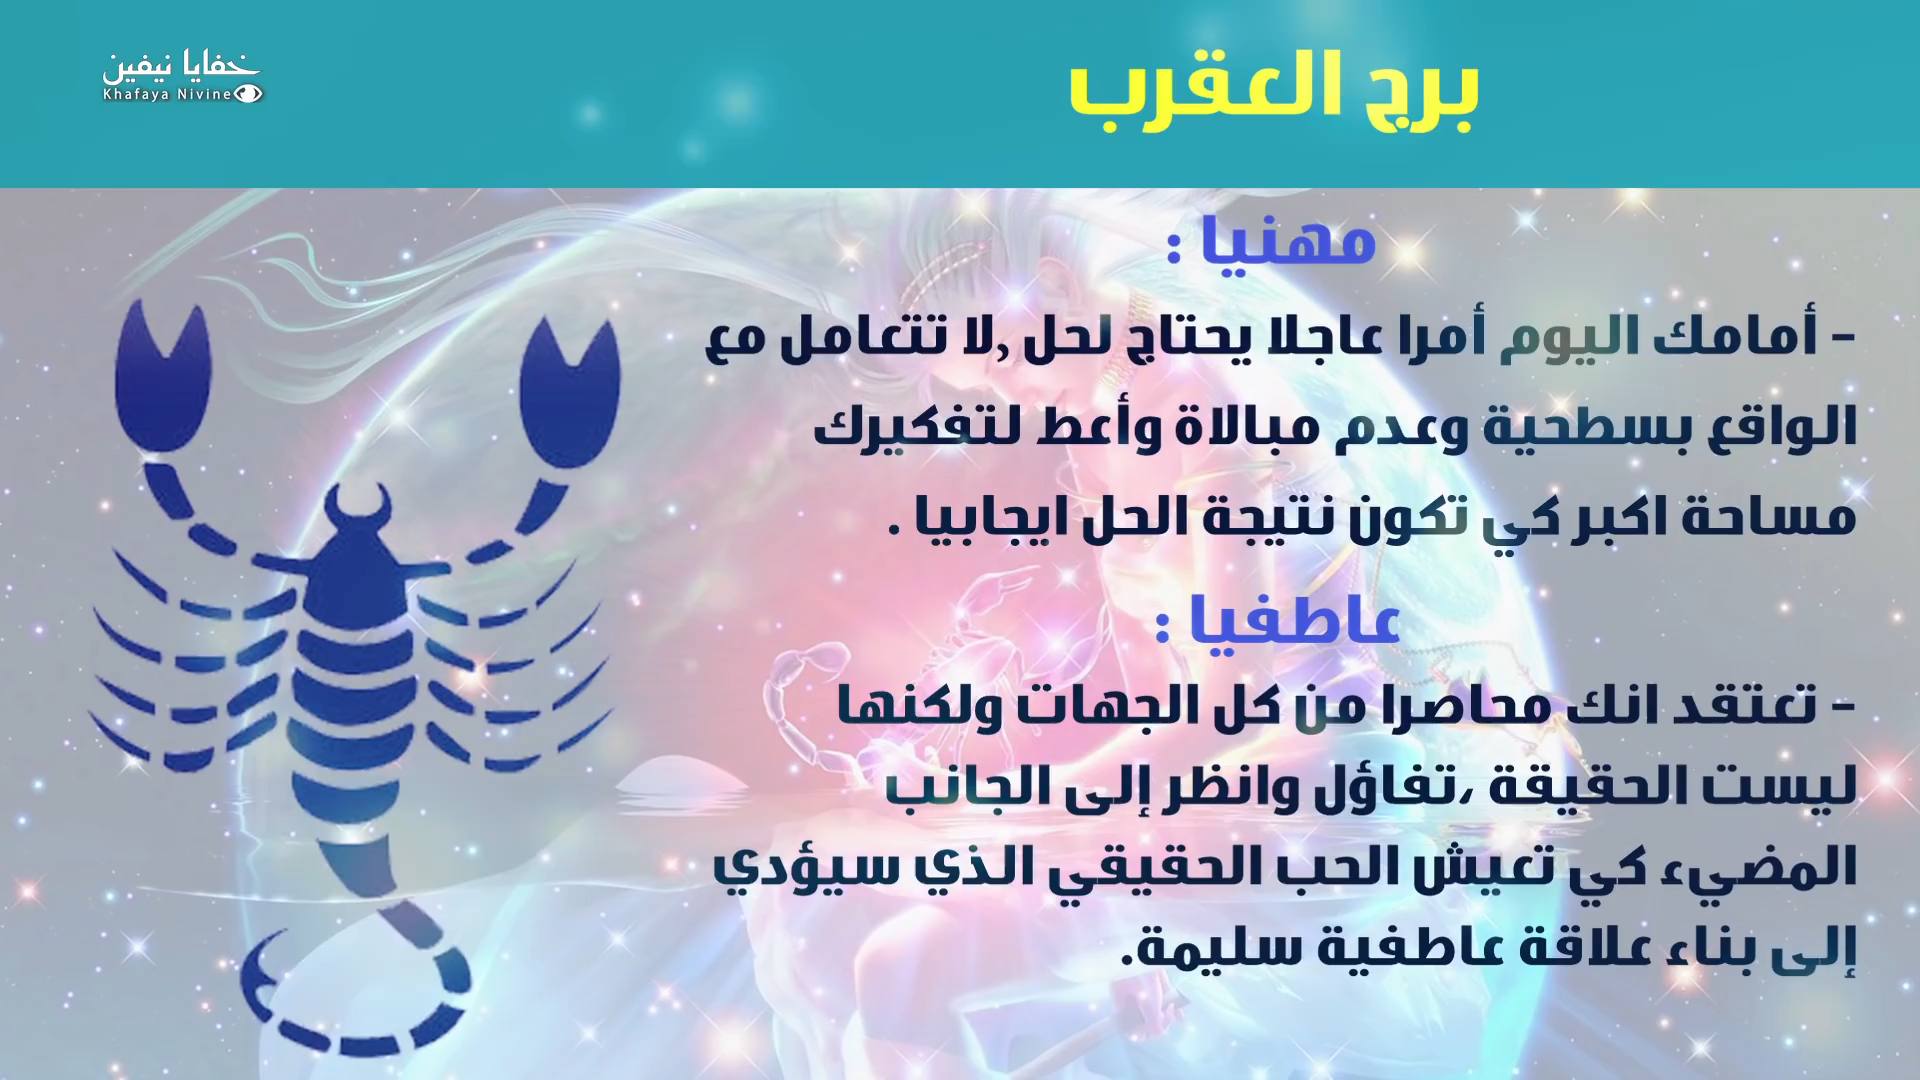 برج العقرب
خفايا نيفين
Khafaya Nivine
مهنيا :
- أمامك اليوم أمرا عاجلا يحتاج لحل ,لا تتعامل مع
الواقع بسطحية وعدم مبالاة وأعط لتفكيرك
مساحة اكبر كي تكون نتيجة الحل ايجابيا .
عاطفيا :
- تعتقد انك محاصرا من كل الجهات ولكنها
ليست الحقيقة ،تفاؤل وانظر إلى الجانب
المضيء كي تعيش الحب الحقيقي الذي سيؤدي
إلى بناء علاقة عاطفية سليمة.